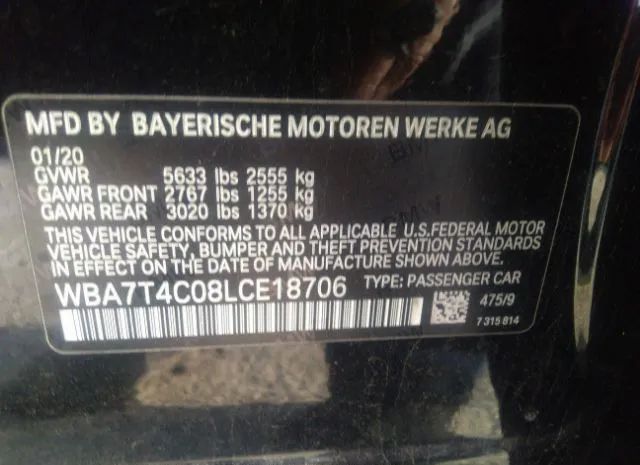 MFD BY BAYERISCHE MOTOREN WERKE AG
01/20
GVWR 5633 lbs 2555 kg
GAWR FRONT 2767 lbs 1255 kg
GAWR REAR 3020 lbs 1370 kg
THIS VEHICLE CONFORMS TO ALL APPLICABLE U.S.FEDERAL MOTOR
VEHICLE SAFETY, BUMPER AND THEFT PREVENTION STANDARDS
IN EFFECT ON THE DATE OF MANUFACTURE SHOWN ABOVE.
WBA7T4C08LCE18706 TYPE: PASSENGER CAR
475/9
7 315 814